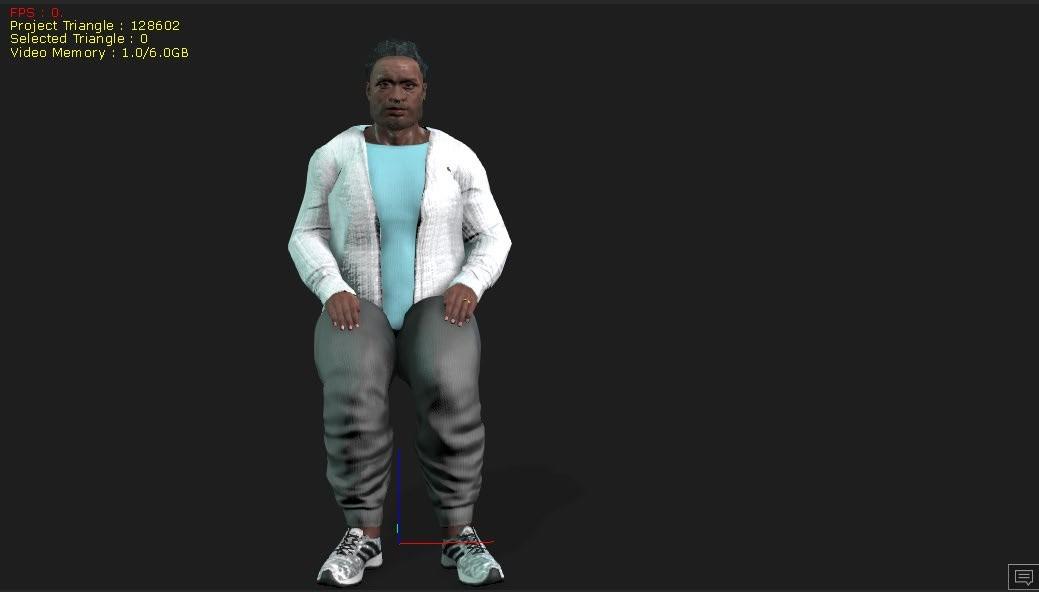 FPS : 0.
Project Triangle : 128602
Selected Triangle : 0
Video Memory : 1.0/6.0GB